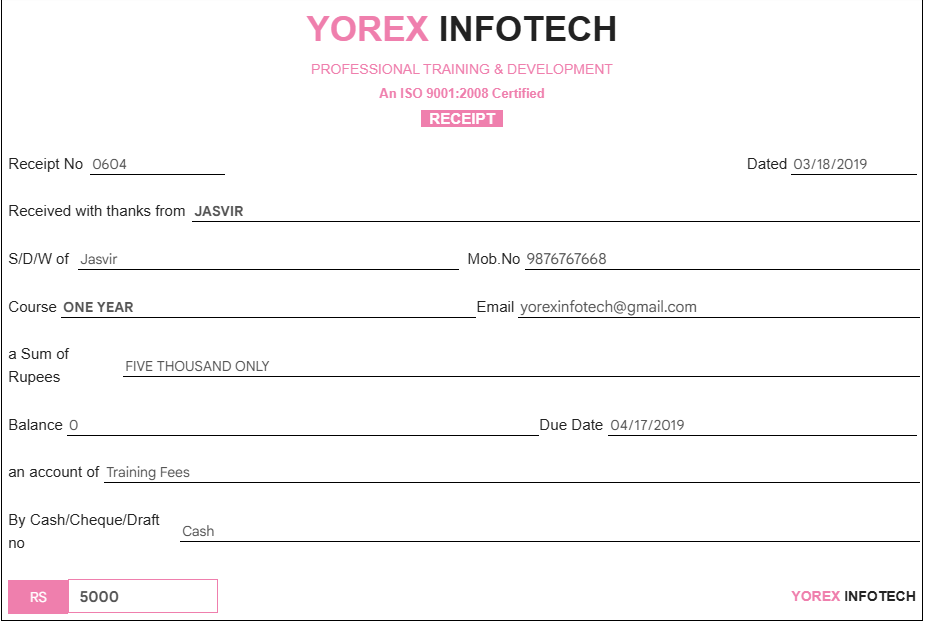 YOREX INFOTECH
PROFESSIONAL TRAINING & DEVELOPMENT
An ISO 9001:2008 Certified
RECEIPT
Receipt No 0604 Dated 03/18/2019
Received with thanks from JASVIR
S/D/W of Jasvir Mob.No 9876767668
Course ONE YEAR Email yorexinfotech@gmail.com
a Sum of
Rupees FIVE THOUSAND ONLY
Balance 0 Due Date 04/17/2019
an account of Training Fees
By Cash/Cheque/Draft
no Cash
RS 5000 YOREX INFOTECH